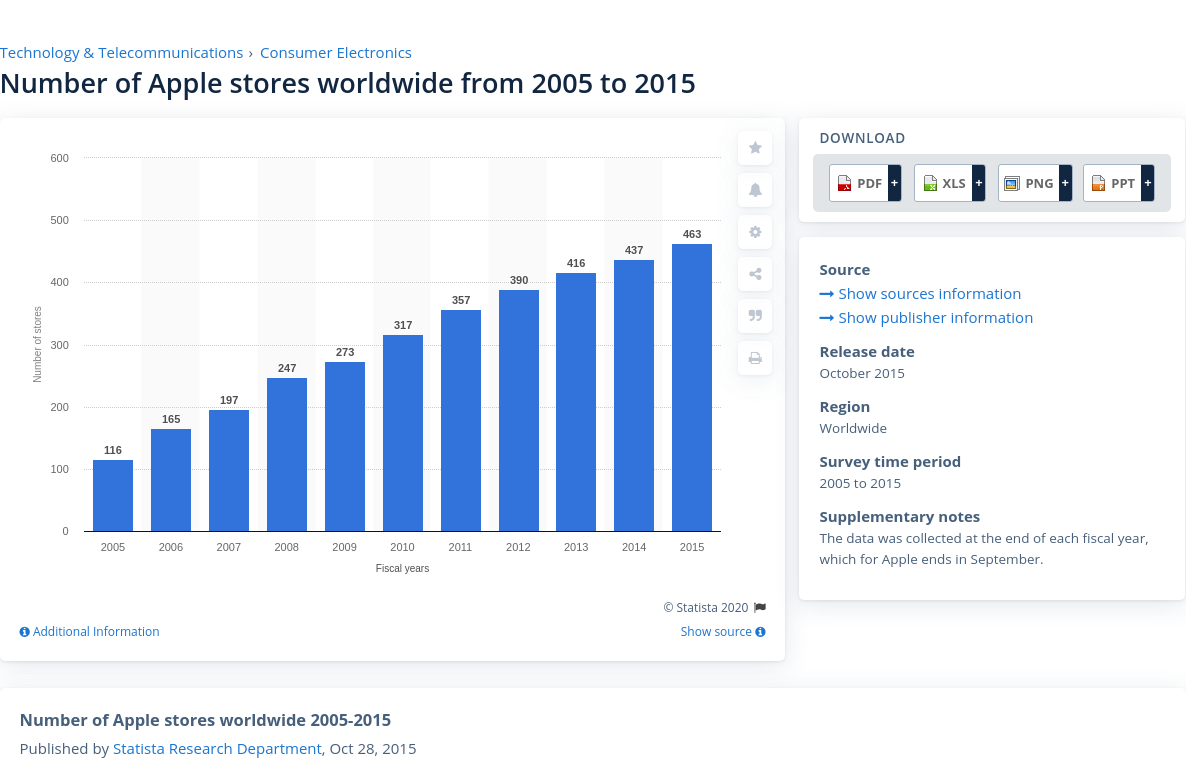 Technology & Telecommunications › Consumer Electronics
Number of Apple stores worldwide from 2005 to 2015
600
500
400
300
200
100
0
Number of stores
116
165
197
247
273
317
357
390
416
437
463
2005 2006 2007 2008 2009 2010 2011 2012 2013 2014 2015
Fiscal years
© Statista 2020
Additional Information
Show source
DOWNLOAD
PDF + XLS + PNG + PPT +
Source
Show sources information
Show publisher information
Release date
October 2015
Region
Worldwide
Survey time period
2005 to 2015
Supplementary notes
The data was collected at the end of each fiscal year,
which for Apple ends in September.
Number of Apple stores worldwide 2005-2015
Published by Statista Research Department, Oct 28, 2015